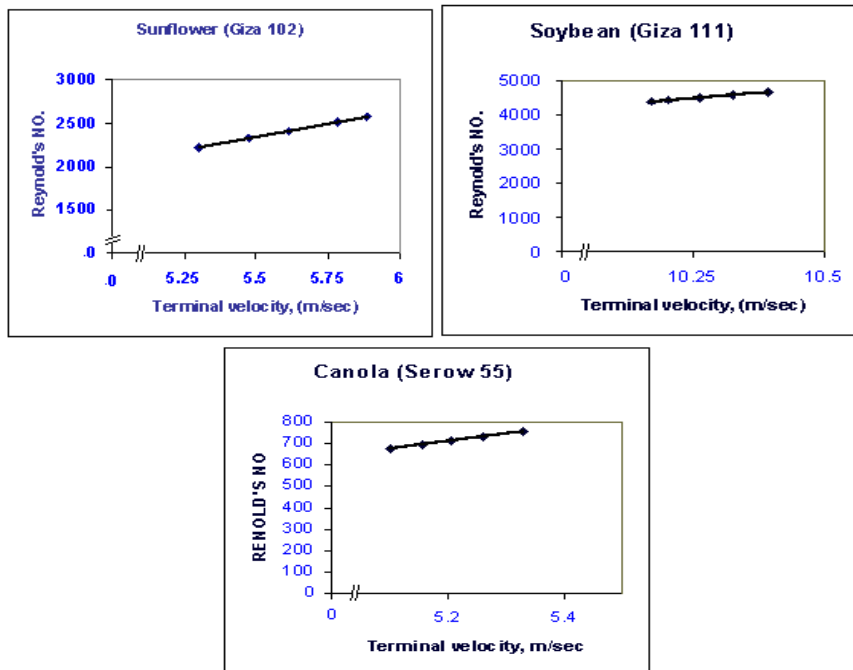 Sunflower (Giza 102)
3000
2500
2000
1500
.0
Reynold's NO.
.0 5.25 5.5 5.75 6
Terminal velocity, (m/sec)
Soybean (Giza 111)
5000
4000
3000
2000
1000
0
Reynold's NO.
0 10.25 10.5
Terminal velocity, (m/sec)
Canola (Serow 55)
800
700
600
500
400
300
200
100
0
RENOLD'S NO
0 5.2 5.4
Terminal velocity, m/sec